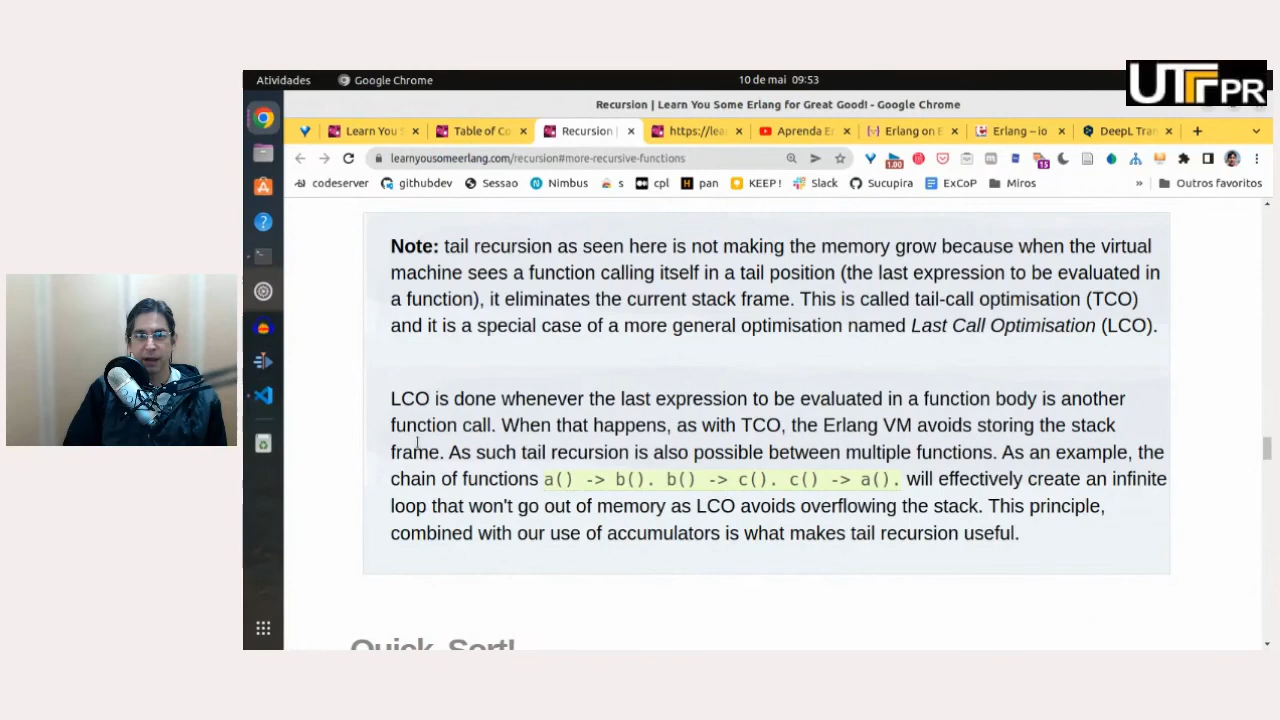 Atividades
Google Chrome
10 de mai 09:53
UTFPR
Recursion | Learn You Some Erlang for Great Good! - Google Chrome
Learn You S
Table of Co
Recursion
https://lea
Aprenda Er
Erlang on E
Erlang – io
DeepL Tran
learnyousomeerlang.com/recursion#more-recursive-functions
1.00
15
codeserver
githubdev
Sessao
Nimbus
s
cpl
pan
KEEP!
Slack
Sucupira
ExCoP
Miros
»
Outros favoritos
Note: tail recursion as seen here is not making the memory grow because when the virtual
machine sees a function calling itself in a tail position (the last expression to be evaluated in
a function), it eliminates the current stack frame. This is called tail-call optimisation (TCO)
and it is a special case of a more general optimisation named Last Call Optimisation (LCO).
LCO is done whenever the last expression to be evaluated in a function body is another
function call. When that happens, as with TCO, the Erlang VM avoids storing the stack
frame. As such tail recursion is also possible between multiple functions. As an example, the
chain of functions a() -> b(). b() -> c(). c() -> a(). will effectively create an infinite
loop that won't go out of memory as LCO avoids overflowing the stack. This principle,
combined with our use of accumulators is what makes tail recursion useful.
Quick, Sort!